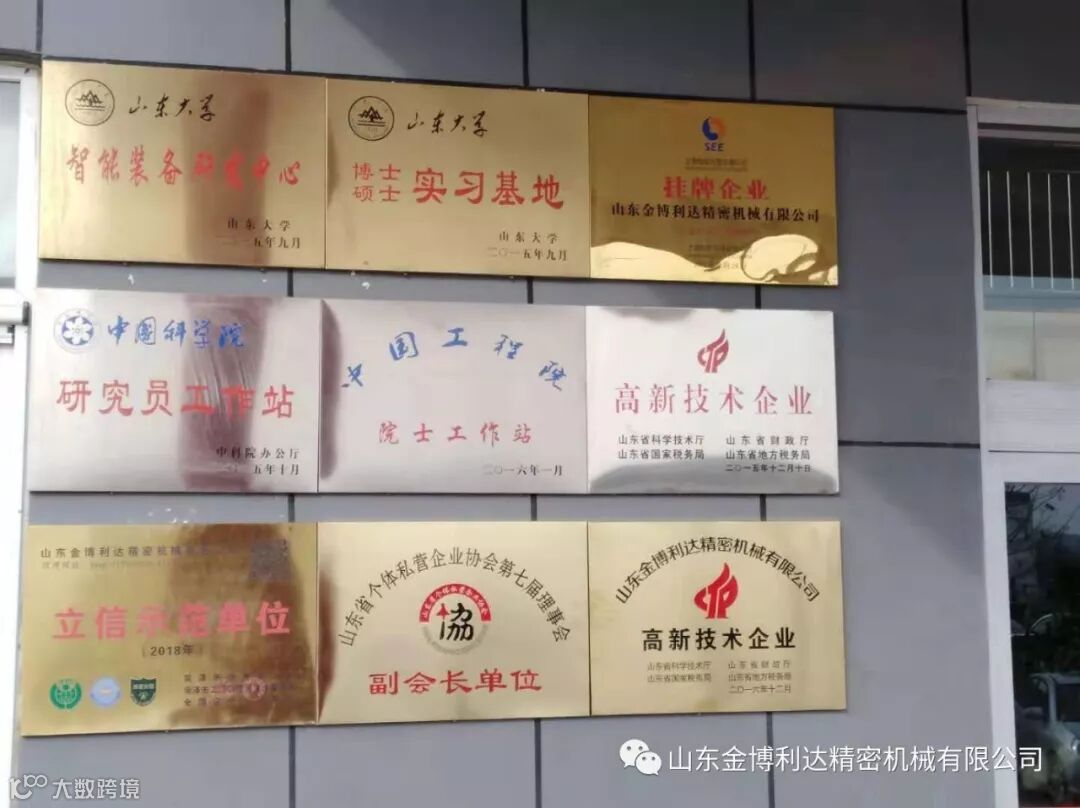 山东大学
智能装备研发中心
山东大学
二〇一五年九月
山东大学
博士
硕士
实习基地
山东大学
二〇一五年九月
SEE
挂牌企业
山东金博利达精密机械有限公司
中国科学院
研究员工作站
中科院办公厅
五年十月
中国工程院
院士工作站
二〇一六年一月
高新技术企业
山东省科学技术厅 山东省财政厅
山东省国家税务局 山东省地方税务局
二〇一五年十二月十日
山东金博利达精密机械
立信示范单位
(2018年)
山东省个体私营企业协会第七届理事会
協
副会长单位
山东金博利达精密机械有限公司
高新技术企业
山东省科学技术厅 山东省财政厅
山东省国家税务局 山东省地方税务局
二〇一六年十二月
山东金博利达精密机械有限公司
大数跨境